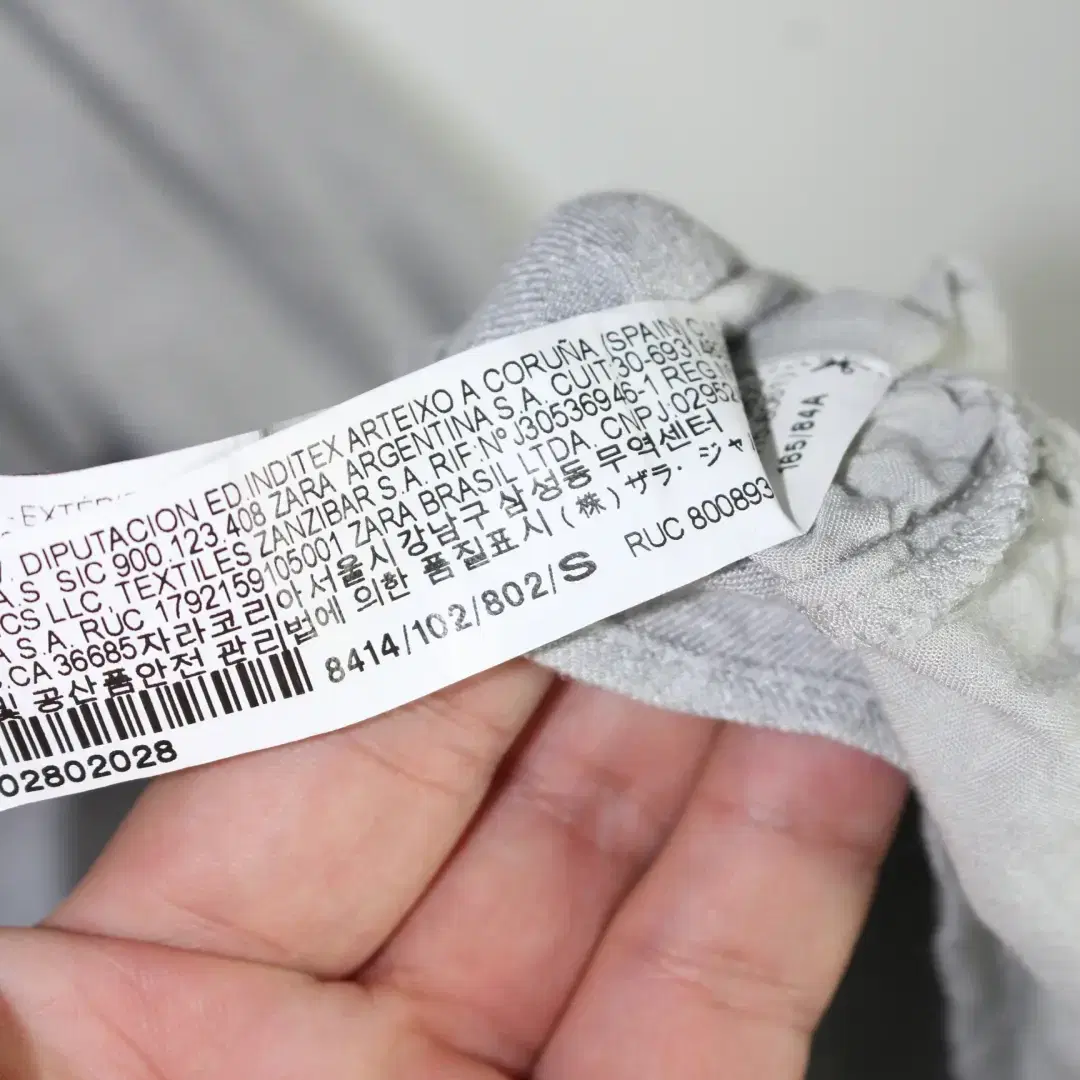 EXTÉRI
DIPUTACION ED.INDITEX ARTEIXO A CORUÑA (SPAIN) C
A.S SIC 900 123 408 ZARA ARGENTINA S.A. CUIT:30-693
CS LLC, TEXTILES ZANZIBAR S.A. RIF-Nº J30536946-1 REGI
A S.A. RUC 1792159105001 ZARA BRASIL LTDA. CNPJ:02952
.CA 36685자라코리아 서울시 강남구 삼성동 무역센터
및 공산품안전 관리법에 의한 품질표시 (株) ザラ・ジャ
8414/102/802/S RUC 800893
02802028
165/84A